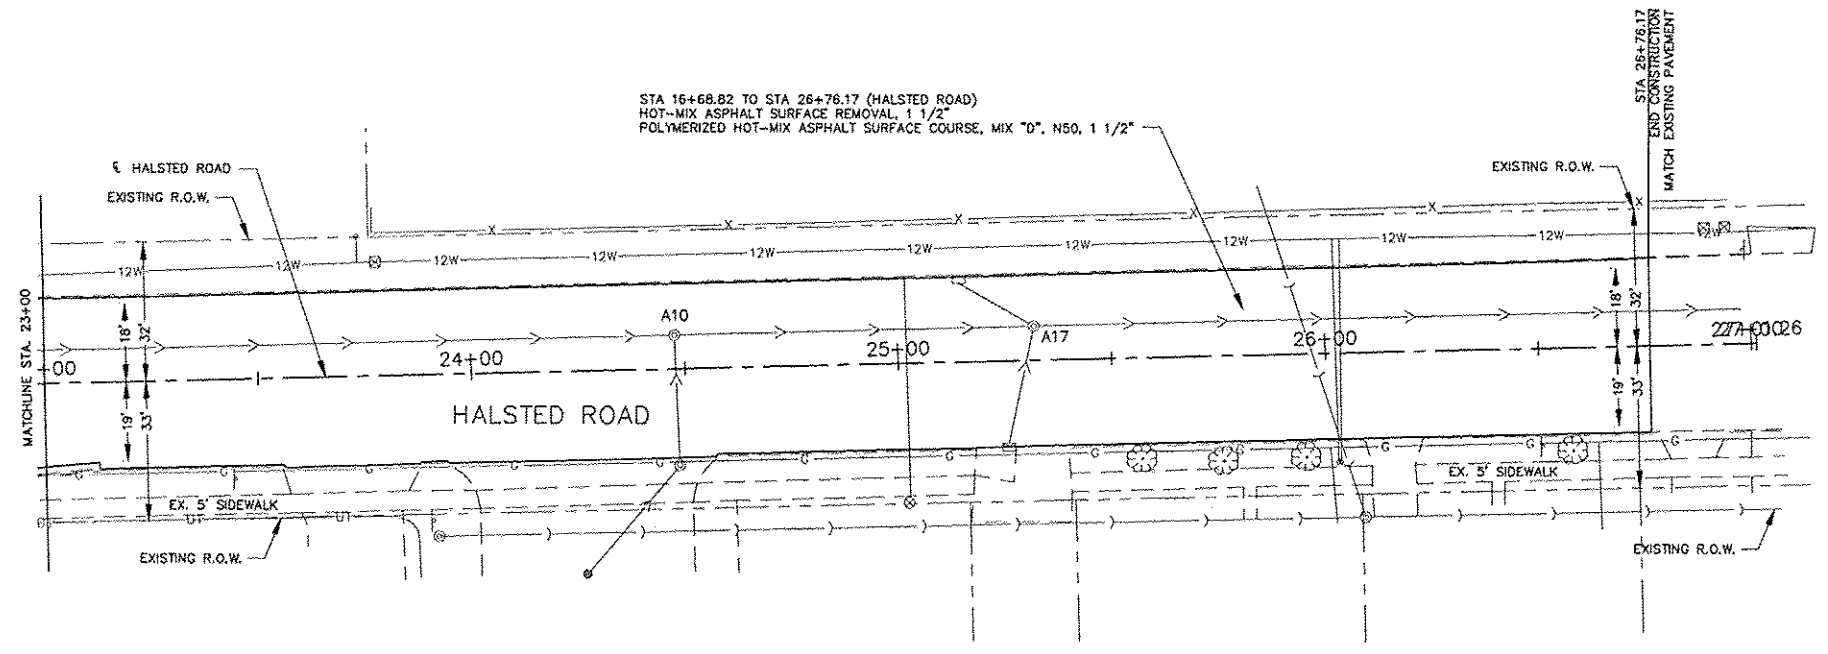 STA 26+76.17
END CONSTRUCTION
MATCH EXISTING PAVEMENT
STA 16+68.82 TO STA 26+76.17 (HALSTED ROAD)
HOT-MIX ASPHALT SURFACE REMOVAL, 1 1/2"
POLYMERIZED HOT-MIX ASPHALT SURFACE COURSE, MIX "D", N50, 1 1/2"
℄ HALSTED ROAD
EXISTING R.O.W.
EXISTING R.O.W.
X X X X X X
12W 12W 12W 12W 12W 12W 12W 12W 12W 12W 12W
MATCHLINE STA. 23+00
18' 32'
A10
A17
18' 32'
+00
24+00
25+00
26+00
19' 33'
HALSTED ROAD
19' 33'
G G G G G G G G G G G G
EX. 5' SIDEWALK
EX. 5' SIDEWALK
EXISTING R.O.W.
EXISTING R.O.W.